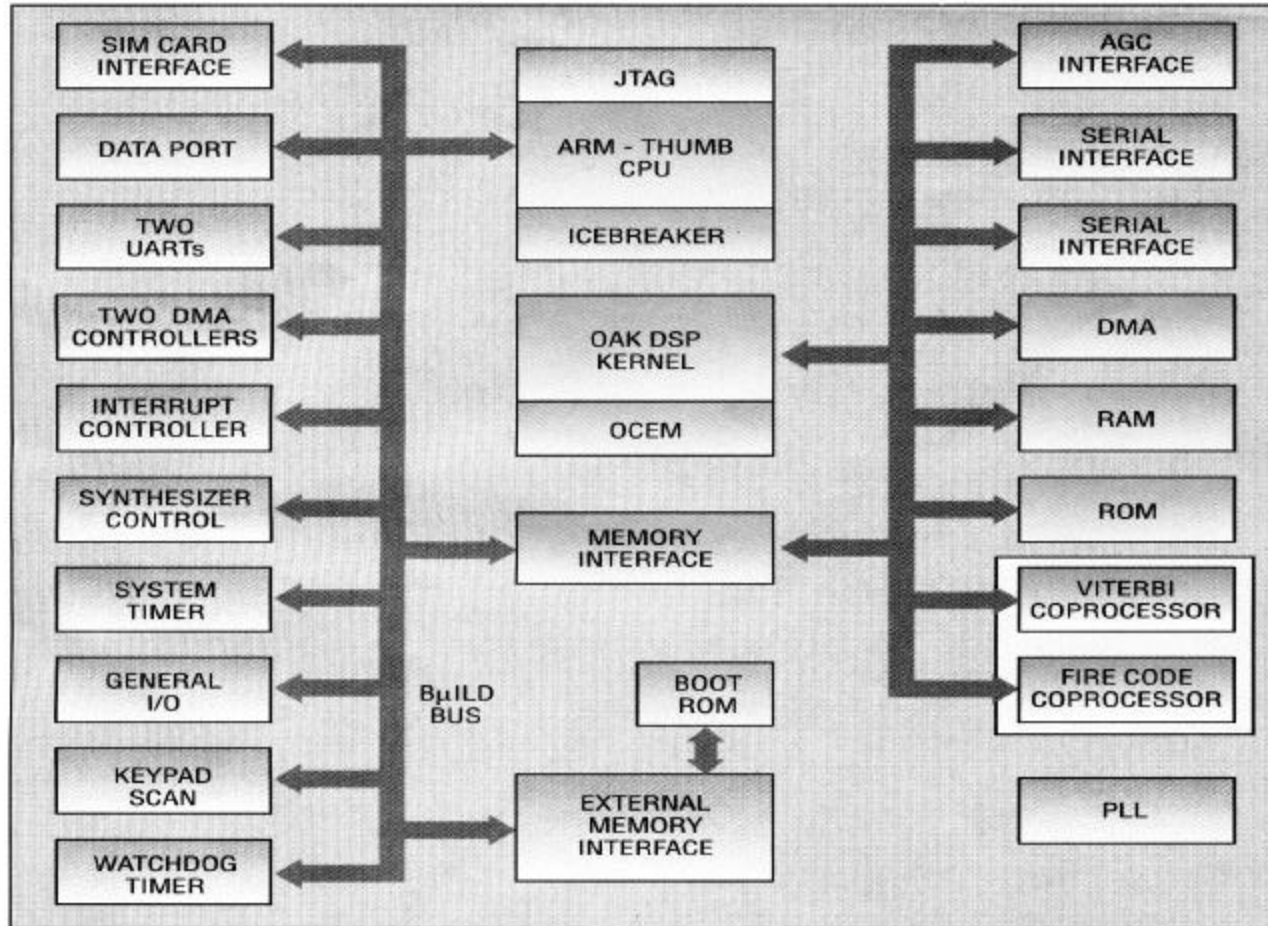 SIM CARD
INTERFACE
DATA PORT
TWO
UARTs
TWO DMA
CONTROLLERS
INTERRUPT
CONTROLLER
SYNTHESIZER
CONTROL
SYSTEM
TIMER
GENERAL
I/O
KEYPAD
SCAN
WATCHDOG
TIMER
BµILD
BUS
JTAG
ARM - THUMB
CPU
ICEBREAKER
OAK DSP
KERNEL
OCEM
MEMORY
INTERFACE
BOOT
ROM
EXTERNAL
MEMORY
INTERFACE
AGC
INTERFACE
SERIAL
INTERFACE
SERIAL
INTERFACE
DMA
RAM
ROM
VITERBI
COPROCESSOR
FIRE CODE
COPROCESSOR
PLL